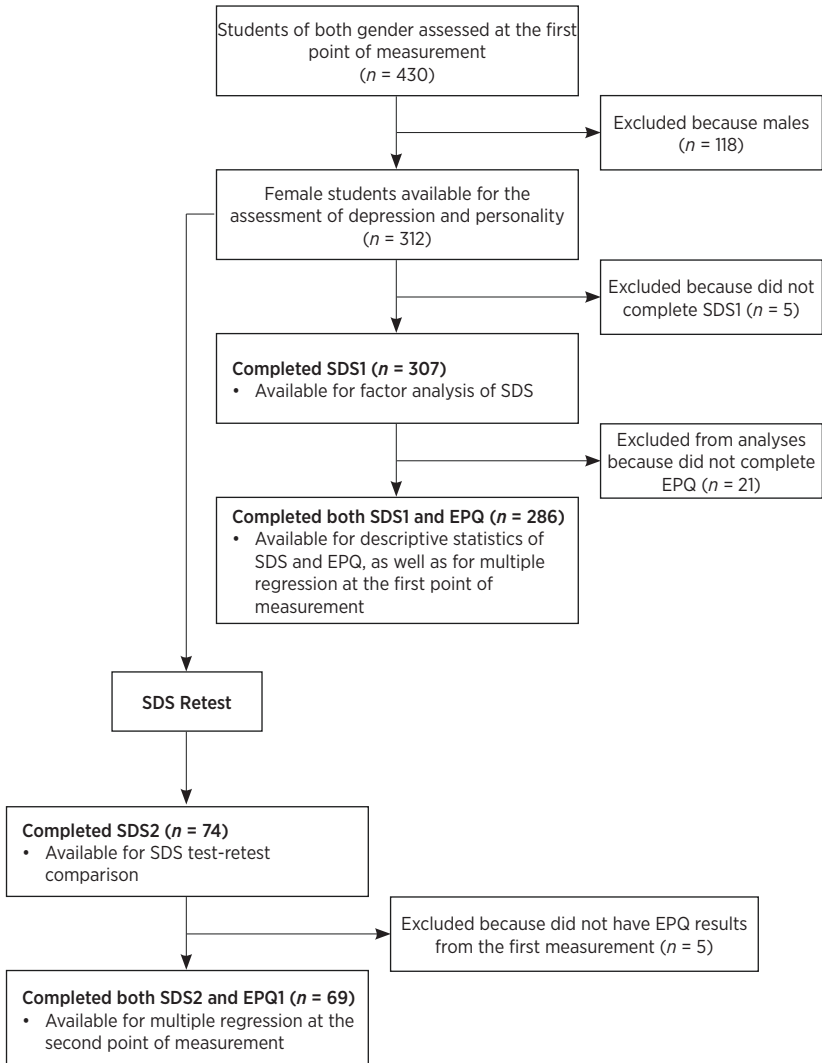 Students of both gender assessed at the first
point of measurement
(n = 430)
Excluded because males
(n = 118)
Female students available for the
assessment of depression and personality
(n = 312)
Excluded because did not
complete SDS1 (n = 5)
Completed SDS1 (n = 307)
• Available for factor analysis of SDS
Excluded from analyses
because did not complete
EPQ (n = 21)
Completed both SDS1 and EPQ (n = 286)
• Available for descriptive statistics of
SDS and EPQ, as well as for multiple
regression at the first point of
measurement
SDS Retest
Completed SDS2 (n = 74)
• Available for SDS test-retest
comparison
Excluded because did not have EPQ results
from the first measurement (n = 5)
Completed both SDS2 and EPQ1 (n = 69)
• Available for multiple regression at the
second point of measurement